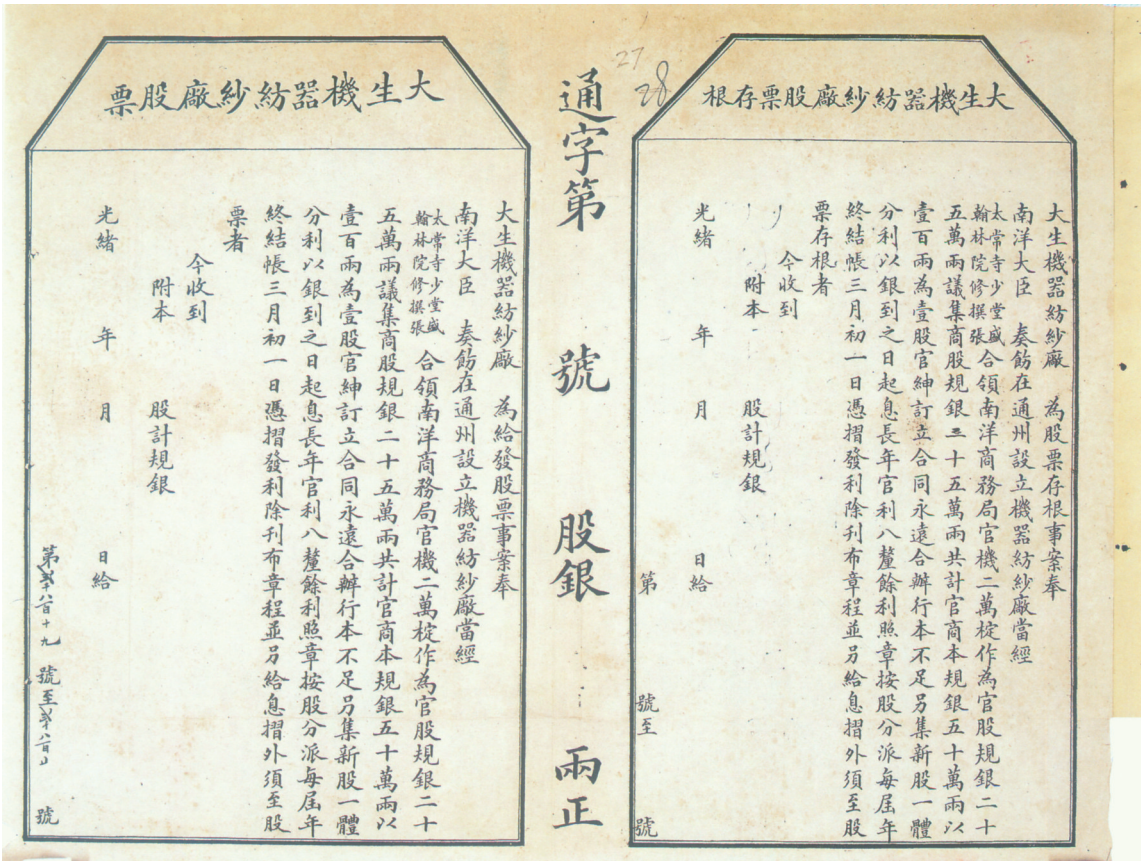 大生機器紡紗廠股票存根
大生機器紡紗廠　為股票存根事案奉
南洋大臣　奏飭在通州設立機器紡紗廠當經
太常寺少堂盛
翰林院修撰張
合領南洋商務局官機二萬梡作為官股規銀二十
五萬兩議集商股規銀二十五萬兩共計官商本規銀五十萬兩以
壹百兩為壹股官紳訂立合同永遠合辦行本不足另集新股一體
分利以銀到之日起息長年官利八釐餘利照章按股分派每屆年
終結帳三月初一日憑摺發利除刊布章程並另給息摺外須至股
票存根者
今收到
附本　股計規銀
光緒　年　月　日給
第　號至　號
27
28
通字第　號　股銀　兩正
大生機器紡紗廠股票
大生機器紡紗廠　為給發股票事案奉
南洋大臣　奏飭在通州設立機器紡紗廠當經
太常寺少堂盛
翰林院修撰張
合領南洋商務局官機二萬梡作為官股規銀二十
五萬兩議集商股規銀二十五萬兩共計官商本規銀五十萬兩以
壹百兩為壹股官紳訂立合同永遠合辦行本不足另集新股一體
分利以銀到之日起息長年官利八釐餘利照章按股分派每屆年
終結帳三月初一日憑摺發利除刊布章程並另給息摺外須至股
票者
今收到
附本　股計規銀
光緒　年　月　日給
第　號至　號